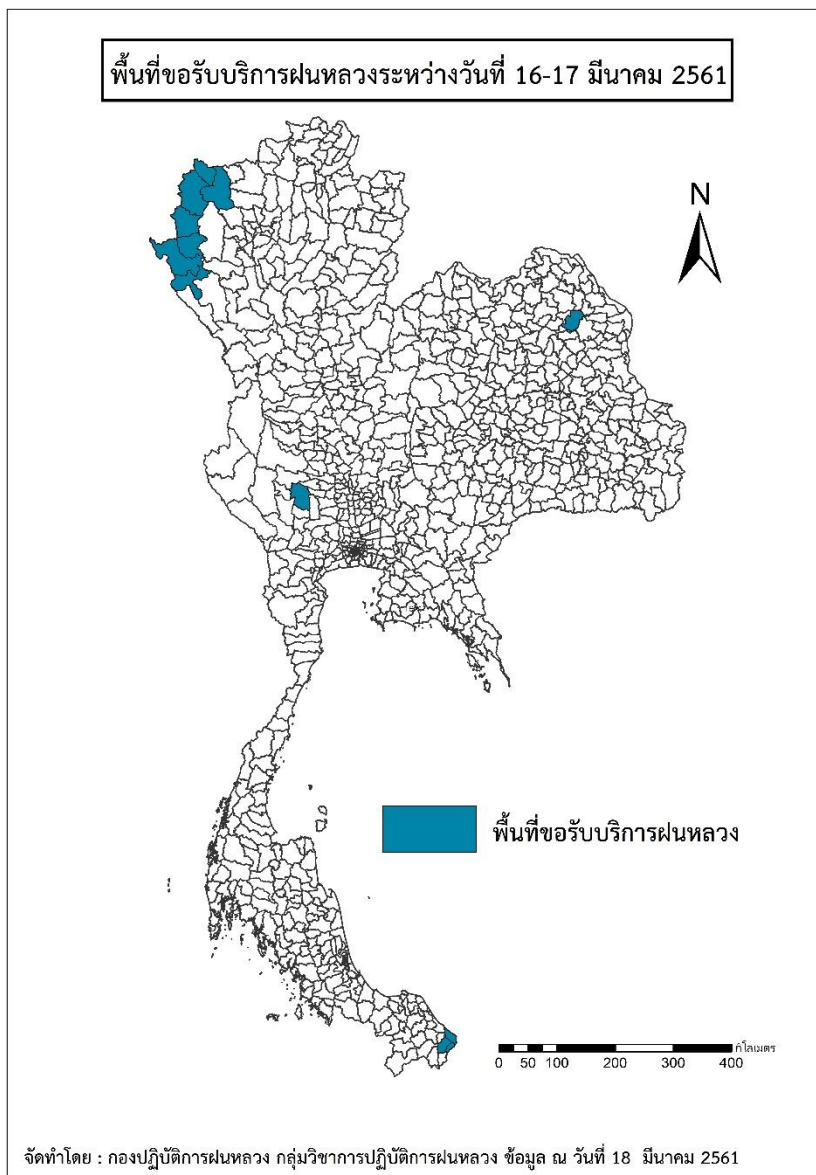 พื้นที่ขอรับบริการฝนหลวงระหว่างวันที่ 16-17 มีนาคม 2561
N
พื้นที่ขอรับบริการฝนหลวง
กิโลเมตร
0 50 100 200 300 400
จัดทำโดย : กองปฏิบัติการฝนหลวง กลุ่มวิชาการปฏิบัติการฝนหลวง ข้อมูล ณ วันที่ 18 มีนาคม 2561